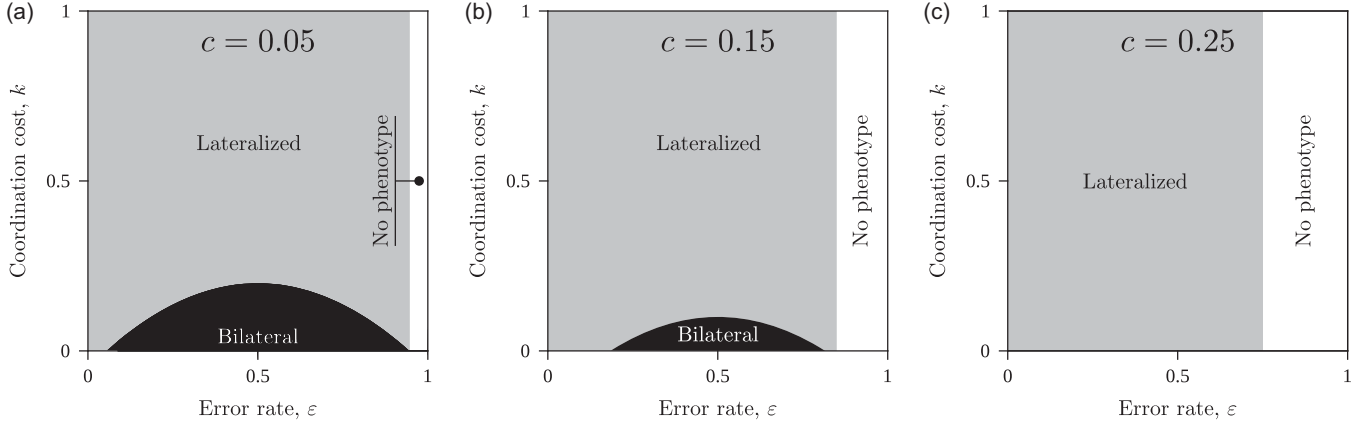 (a)
1
c = 0.05
Lateralized
No phenotype
Bilateral
Coordination cost, k
0.5
0
0
0.5
1
Error rate, ε
(b)
1
c = 0.15
Lateralized
No phenotype
Bilateral
Coordination cost, k
0.5
0
0
0.5
1
Error rate, ε
(c)
1
c = 0.25
Lateralized
No phenotype
Coordination cost, k
0.5
0
0
0.5
1
Error rate, ε